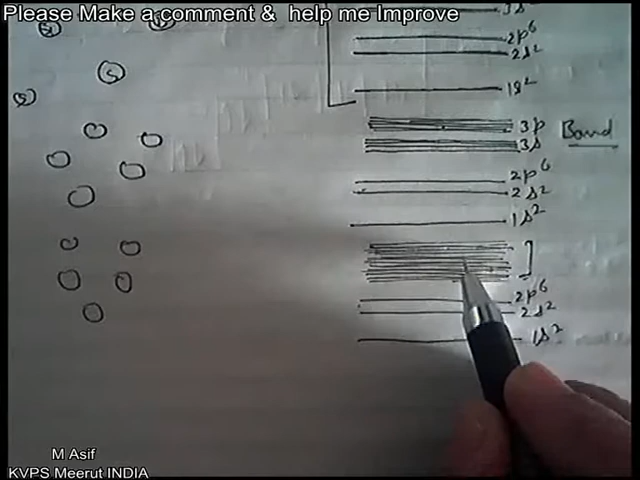 Please Make a comment & help me Improve
3s
2p⁶
2s²
1s²
3p Band
3s
2p⁶
2s²
1s²
2p⁶
2s²
1s²
M Asif
KVPS Meerut INDIA